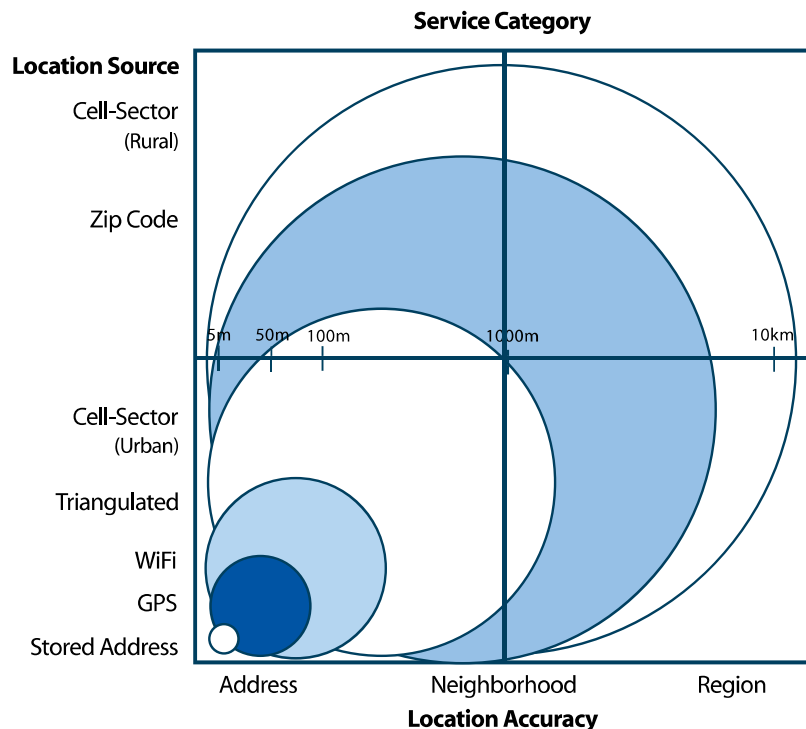 Service Category
Location Source
Cell-Sector
(Rural)
Zip Code
5m 50m 100m 1000m 10km
Cell-Sector
(Urban)
Triangulated
WiFi
GPS
Stored Address
Address Neighborhood Region
Location Accuracy